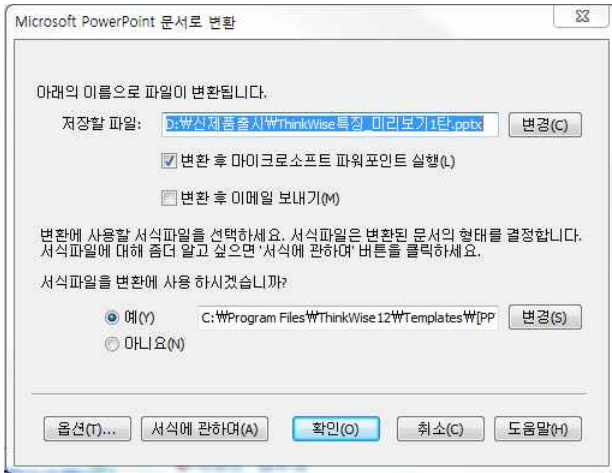 Microsoft PowerPoint 문서로 변환
아래의 이름으로 파일이 변환됩니다.
저장할 파일: D:￦신제품출시￦ThinkWise특징_미리보기1탄.pptx 변경(C)
변환 후 마이크로소프트 파워포인트 실행(L)
변환 후 이메일 보내기(M)
변환에 사용할 서식파일을 선택하세요. 서식파일은 변환된 문서의 형태를 결정합니다.
서식파일에 대해 좀더 알고 싶으면 '서식에 관하여' 버튼을 클릭하세요.
서식파일을 변환에 사용 하시겠습니까?
예(Y) C:￦Program Files￦ThinkWise12￦Templates￦[PP 변경(S)
아니요(N)
옵션(T)... 서식에 관하여(A) 확인(O) 취소(C) 도움말(H)